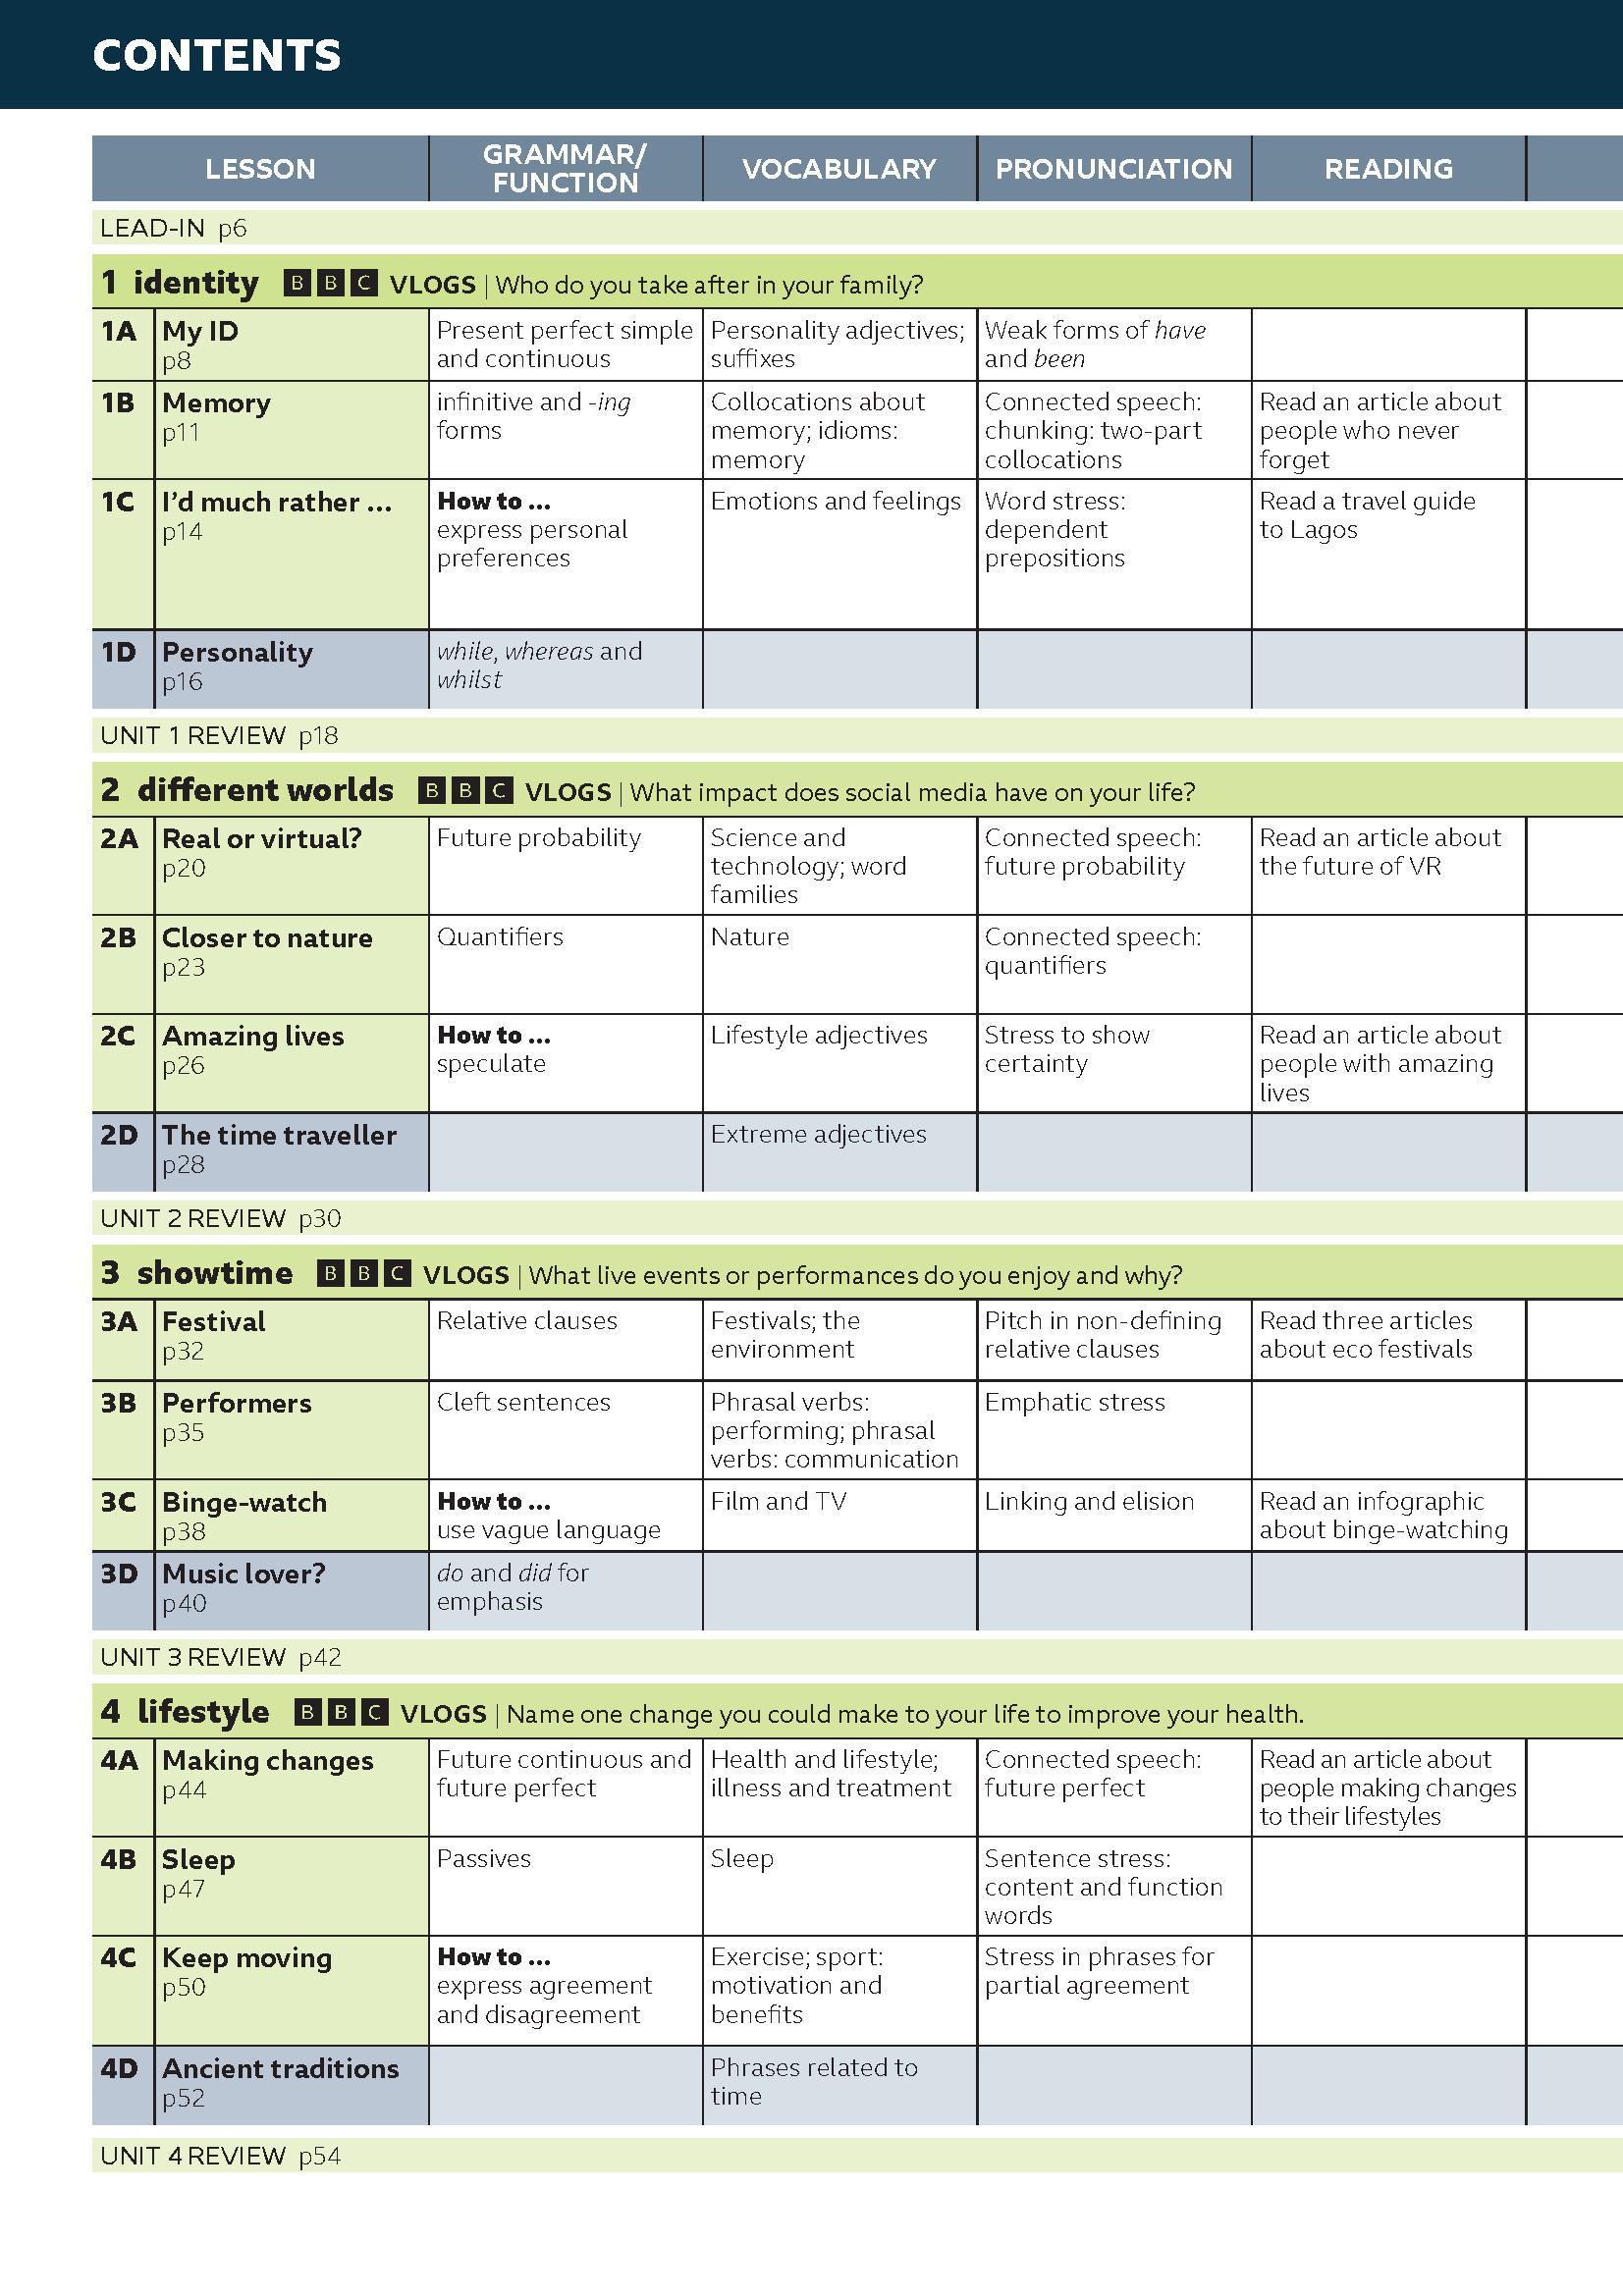 CONTENTS
LESSON
GRAMMAR/
FUNCTION
VOCABULARY
PRONUNCIATION
READING
LEAD-IN p6
1 identity BBC VLOGS | Who do you take after in your family?
1A
My ID
p8
Present perfect simple
and continuous
Personality adjectives;
suffixes
Weak forms of have
and been
1B
Memory
p11
infinitive and -ing
forms
Collocations about
memory; idioms:
memory
Connected speech:
chunking: two-part
collocations
Read an article about
people who never
forget
1C
I'd much rather …
p14
How to …
express personal
preferences
Emotions and feelings
Word stress:
dependent
prepositions
Read a travel guide
to Lagos
1D
Personality
p16
while, whereas and
whilst
UNIT 1 REVIEW p18
2 different worlds BBC VLOGS | What impact does social media have on your life?
2A
Real or virtual?
p20
Future probability
Science and
technology; word
families
Connected speech:
future probability
Read an article about
the future of VR
2B
Closer to nature
p23
Quantifiers
Nature
Connected speech:
quantifiers
2C
Amazing lives
p26
How to …
speculate
Lifestyle adjectives
Stress to show
certainty
Read an article about
people with amazing
lives
2D
The time traveller
p28
Extreme adjectives
UNIT 2 REVIEW p30
3 showtime BBC VLOGS | What live events or performances do you enjoy and why?
3A
Festival
p32
Relative clauses
Festivals; the
environment
Pitch in non-defining
relative clauses
Read three articles
about eco festivals
3B
Performers
p35
Cleft sentences
Phrasal verbs:
performing; phrasal
verbs: communication
Emphatic stress
3C
Binge-watch
p38
How to …
use vague language
Film and TV
Linking and elision
Read an infographic
about binge-watching
3D
Music lover?
p40
do and did for
emphasis
UNIT 3 REVIEW p42
4 lifestyle BBC VLOGS | Name one change you could make to your life to improve your health.
4A
Making changes
p44
Future continuous and
future perfect
Health and lifestyle;
illness and treatment
Connected speech:
future perfect
Read an article about
people making changes
to their lifestyles
4B
Sleep
p47
Passives
Sleep
Sentence stress:
content and function
words
4C
Keep moving
p50
How to …
express agreement
and disagreement
Exercise; sport:
motivation and
benefits
Stress in phrases for
partial agreement
4D
Ancient traditions
p52
Phrases related to
time
UNIT 4 REVIEW p54